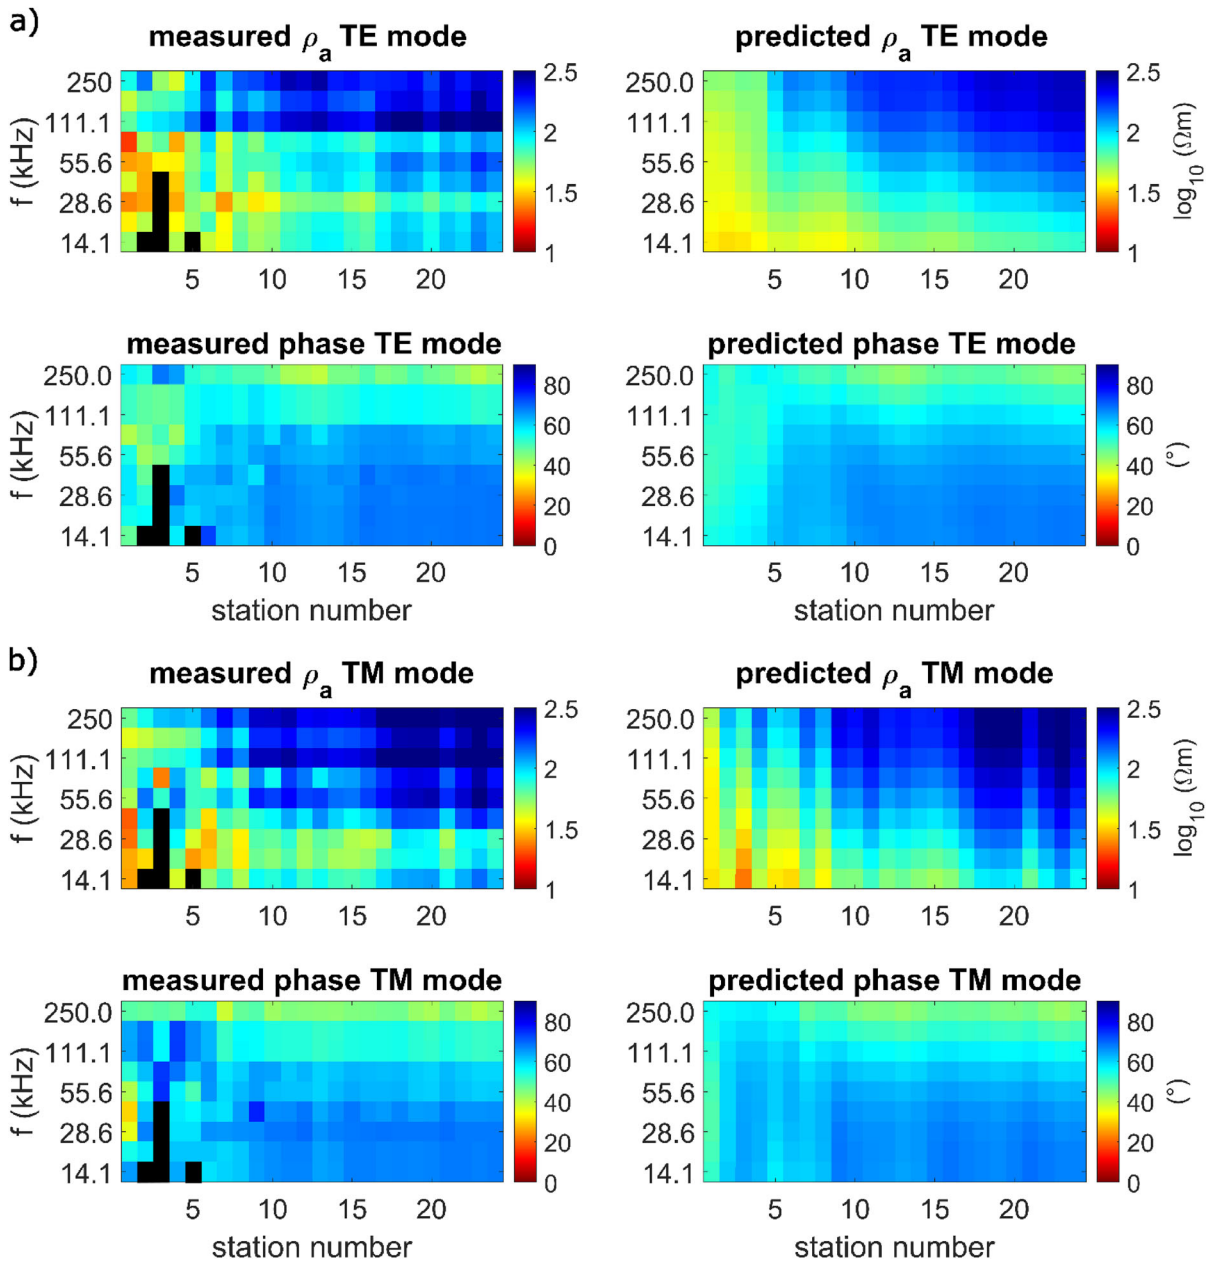 a)
measured ρa TE mode
predicted ρa TE mode
f (kHz)
250
111.1
55.6
28.6
14.1
5 10 15 20
2.5
2
1.5
1
250.0
111.1
55.6
28.6
14.1
5 10 15 20
2.5
2
1.5
1
log10 (Ωm)
measured phase TE mode
predicted phase TE mode
f (kHz)
250.0
111.1
55.6
28.6
14.1
5 10 15 20
station number
80
60
40
20
0
250.0
111.1
55.6
28.6
14.1
5 10 15 20
station number
80
60
40
20
0
(°)
b)
measured ρa TM mode
predicted ρa TM mode
f (kHz)
250
111.1
55.6
28.6
14.1
5 10 15 20
2.5
2
1.5
1
250.0
111.1
55.6
28.6
14.1
5 10 15 20
2.5
2
1.5
1
log10 (Ωm)
measured phase TM mode
predicted phase TM mode
f (kHz)
250.0
111.1
55.6
28.6
14.1
5 10 15 20
station number
80
60
40
20
0
250.0
111.1
55.6
28.6
14.1
5 10 15 20
station number
80
60
40
20
0
(°)